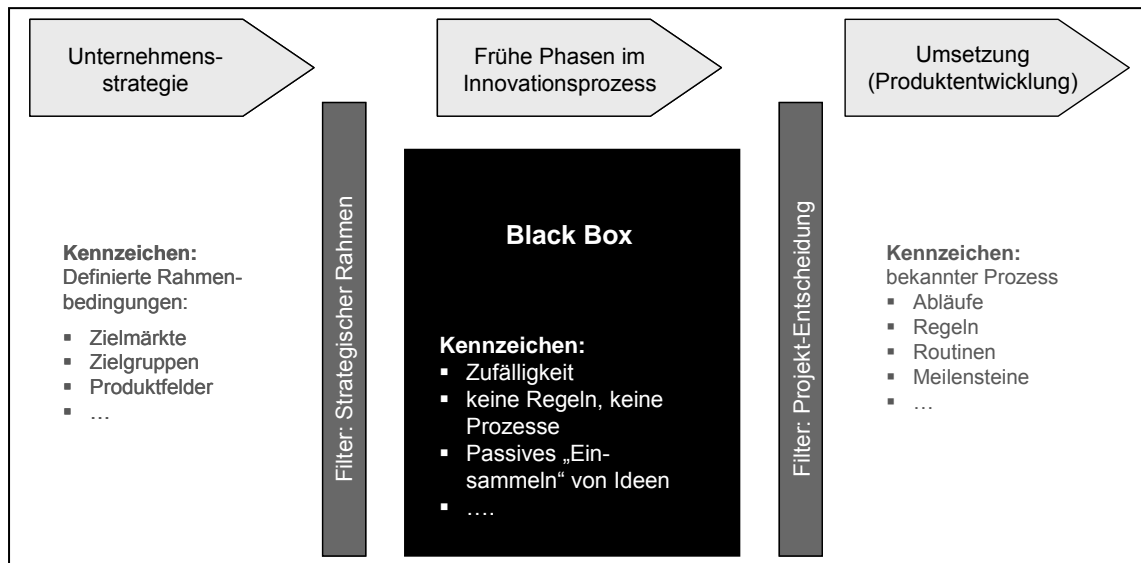 Unternehmens-
strategie
Frühe Phasen im
Innovationsprozess
Umsetzung
(Produktentwicklung)
Kennzeichen:
Definierte Rahmen-
bedingungen:
▪ Zielmärkte
▪ Zielgruppen
▪ Produktfelder
▪ …
Filter: Strategischer Rahmen
Black Box
Kennzeichen:
▪ Zufälligkeit
▪ keine Regeln, keine
Prozesse
▪ Passives „Ein-
sammeln“ von Ideen
▪ ….
Filter: Projekt-Entscheidung
Kennzeichen:
bekannter Prozess
▪ Abläufe
▪ Regeln
▪ Routinen
▪ Meilensteine
▪ …